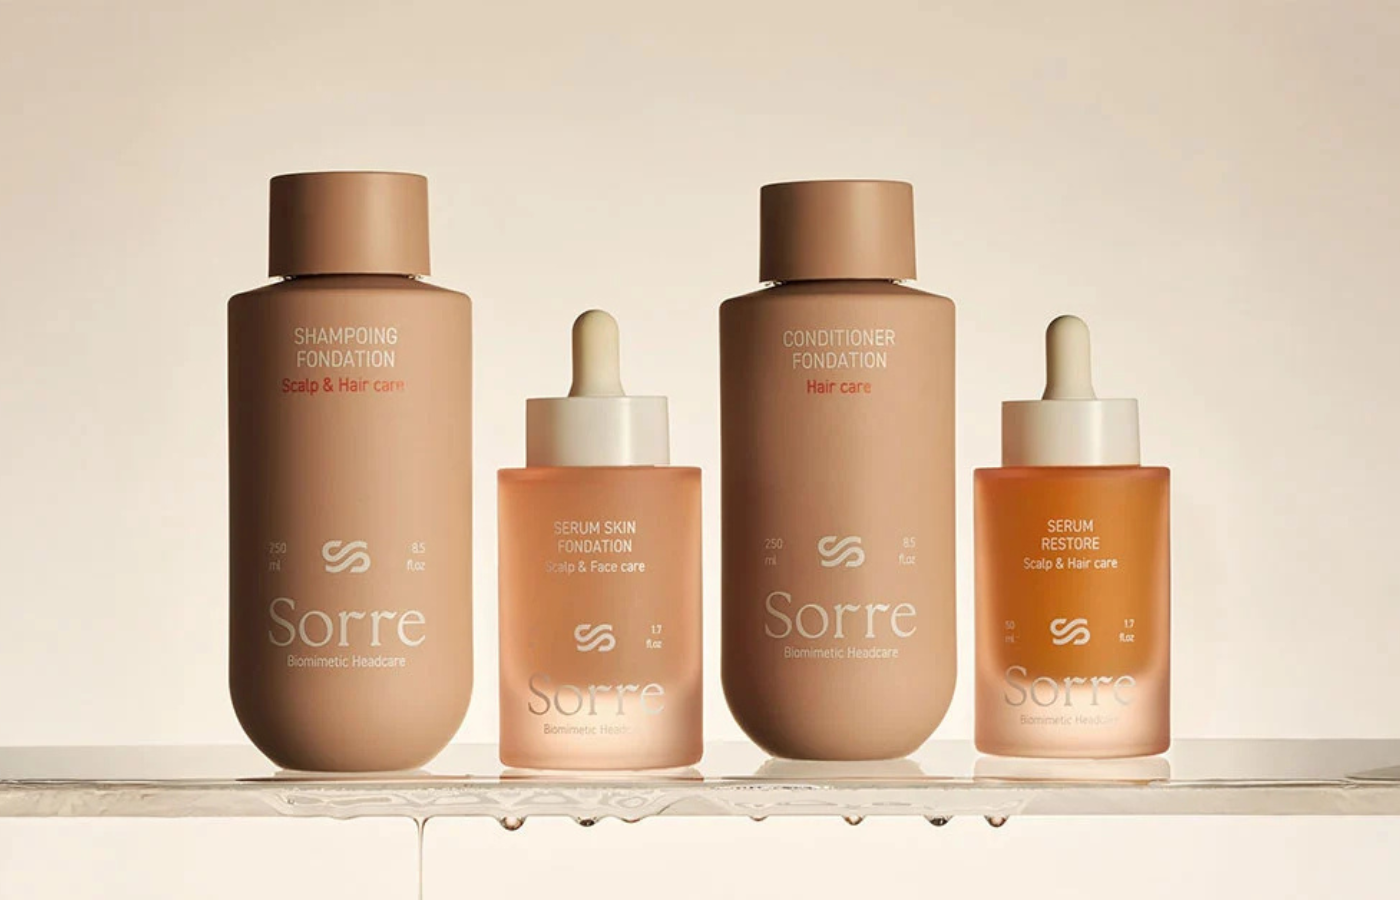 SHAMPOING
FONDATION
Scalp & Hair care
250
ml
8.5
fl.oz
Sorre
Biomimetic Headcare
SERUM SKIN
FONDATION
Scalp & Face care
1.7
fl.oz
Sorre
Biomimetic
CONDITIONER
FONDATION
Hair care
250
ml
8.5
fl.oz
Sorre
Biomimetic Headcare
SERUM
RESTORE
Scalp & Hair care
50
ml
1.7
fl.oz
Sorre
Biomimetic Headcare